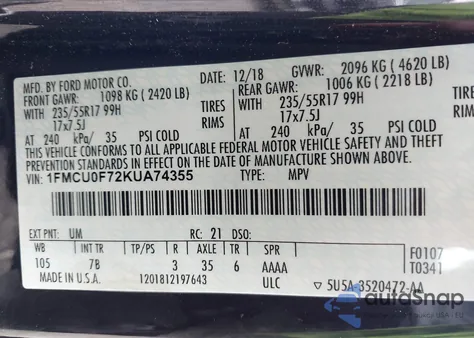 MFD. BY FORD MOTOR CO.
DATE: 12/18 GVWR: 2096 KG ( 4620 LB)
FRONT GAWR: 1098 KG ( 2420 LB) REAR GAWR: 1006 KG ( 2218 LB)
WITH 235/55R17 99H TIRES WITH 235/55R17 99H
17x7.5J RIMS 17x7.5J
AT 240 kPa/ 35 PSI COLD AT 240 kPa/ 35 PSI COLD
THIS VEHICLE CONFORMS TO ALL APPLICABLE FEDERAL MOTOR VEHICLE SAFETY AND BUMPER
AND THEFT PREVENTION STANDARDS IN EFFECT ON THE DATE OF MANUFACTURE SHOWN ABOVE.
VIN: 1FMCU0F72KUA74355 TYPE: MPV
EXT PNT: UM RC: 21 DSO: F0107
WB INT TR TP/PS R AXLE TR SPR T0341
105 7B 3 35 6 AAAA
MADE IN U.S.A. 1201812197643 ULC 5U5A-3520472-AA
autoSnap